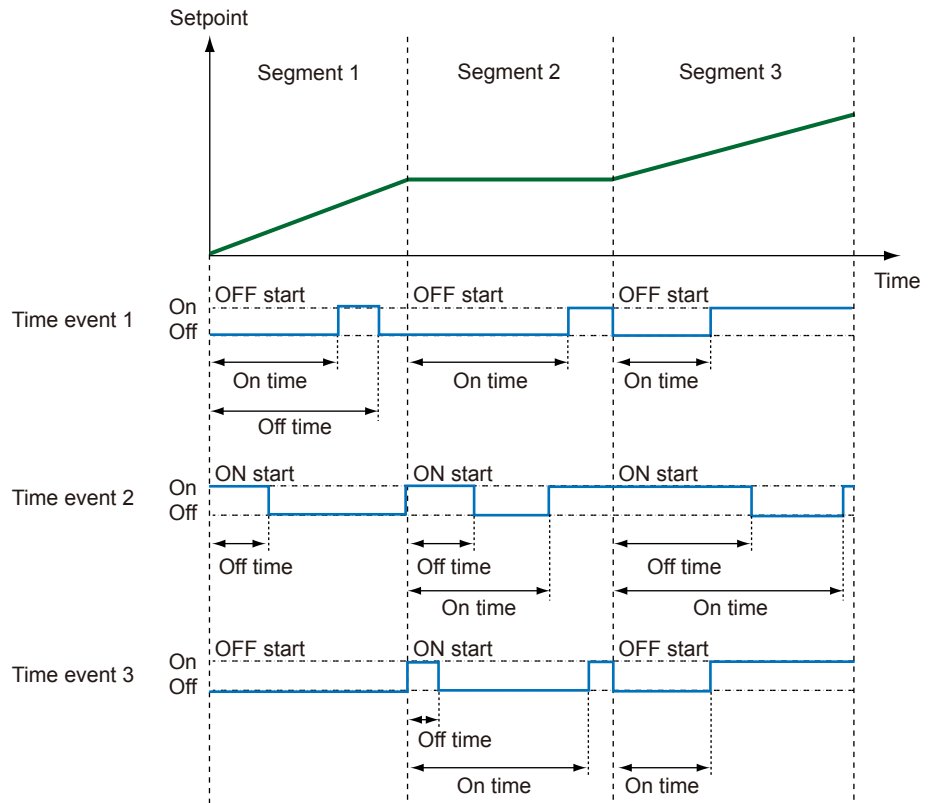 Setpoint
Segment 1 Segment 2 Segment 3
Time
OFF start OFF start OFF start
Time event 1 On
Off
On time On time On time
Off time
ON start ON start ON start
Time event 2 On
Off
Off time Off time Off time
On time On time
OFF start ON start OFF start
Time event 3 On
Off
Off time
On time On time